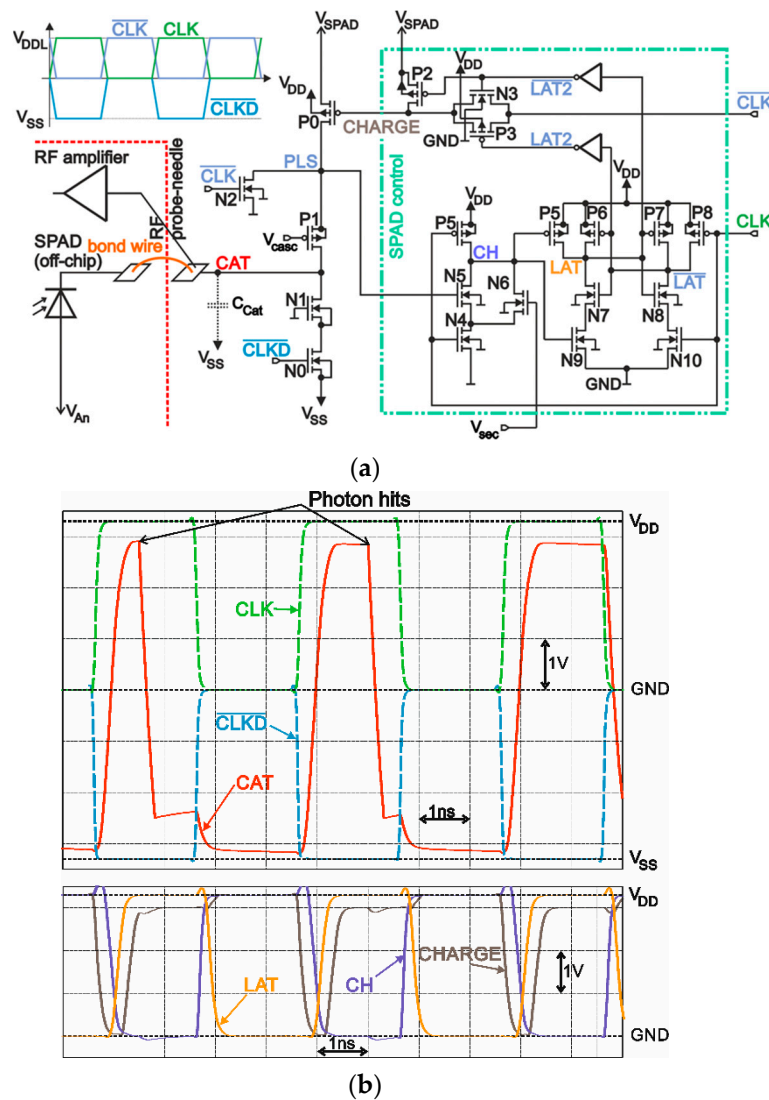 V_DDL
CLK
CLK
V_SS
CLKD
V_SPAD
V_SPAD
V_DD
P0
P2
V_DD
N3
LAT2
CLK
CHARGE
P3
GND
LAT2
RF amplifier
CLK
PLS
N2
RF probe-needle
SPAD control
V_DD
V_DD
P1
V_casc
P5
P5
P6
P7
P8
CLK
SPAD
(off-chip)
bond wire
CAT
CH
LAT
LAT
C_Cat
N1
N5
N6
N7
N8
N4
V_SS
CLKD
N0
N9
N10
GND
V_An
V_SS
V_sec
(a)
Photon hits
V_DD
CLK
1V
GND
CLKD
CAT
1ns
V_SS
V_DD
CHARGE
1V
LAT
CH
GND
1ns
(b)